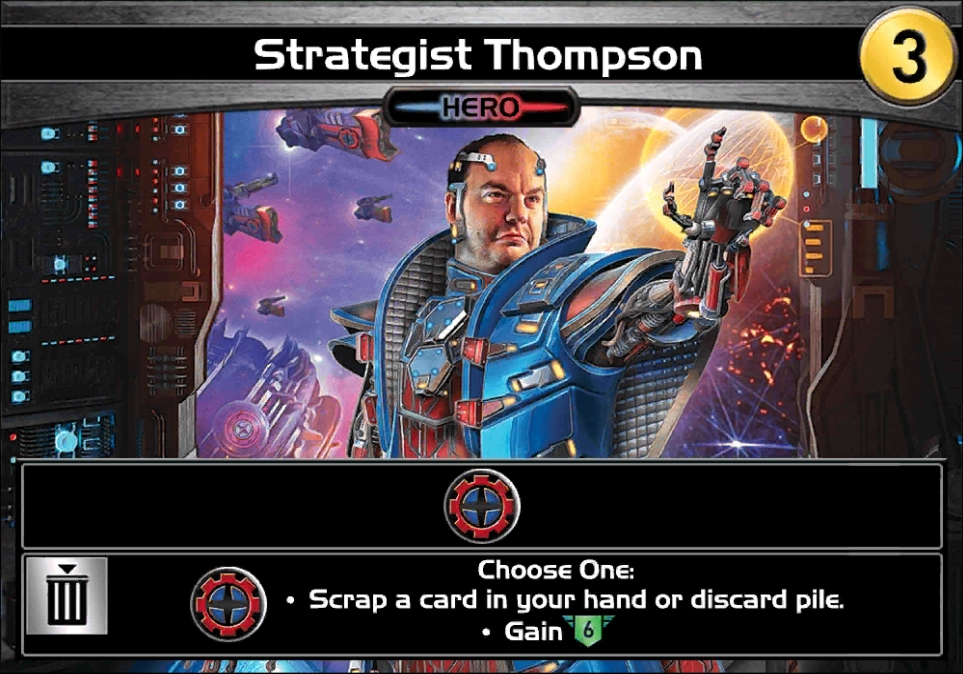 Strategist Thompson
3
HERO
Choose One:
• Scrap a card in your hand or discard pile.
• Gain 6